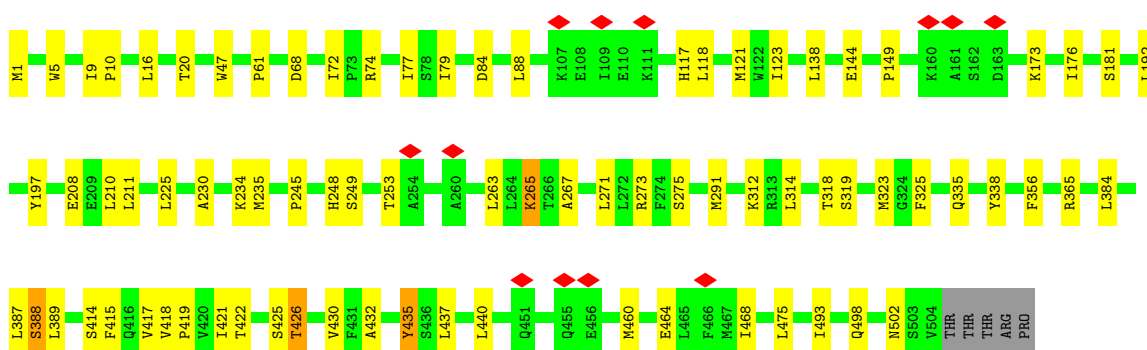 M1 W5 I9 P10 L16 T20 W47 P61 D68 I72 P73 R74 I77 S78 I79 D84 L88 K107 E108 I109 E110 K111 H117 L118 M121 W122 I123 L138 E144 P149 K160 A161 S162 D163 K173 I176 S181
Y197 E208 E209 L210 L211 L225 A230 K234 M235 P245 H248 S249 T253 A254 A260 L263 L264 K265 T266 A267 L271 L272 R273 F274 S275 M291 K312 R313 L314 T318 S319 M323 G324 F325 Q335 Y338 F356 R365 L384
L387 S388 L389 S414 F415 Q416 V417 V418 P419 V420 I421 T422 S425 T426 V430 F431 A432 Y435 S436 L437 L440 Q451 Q455 E456 M460 E464 L465 F466 M467 I468 L475 I493 Q498 N502 S503 V504 THR THR THR ARG PRO